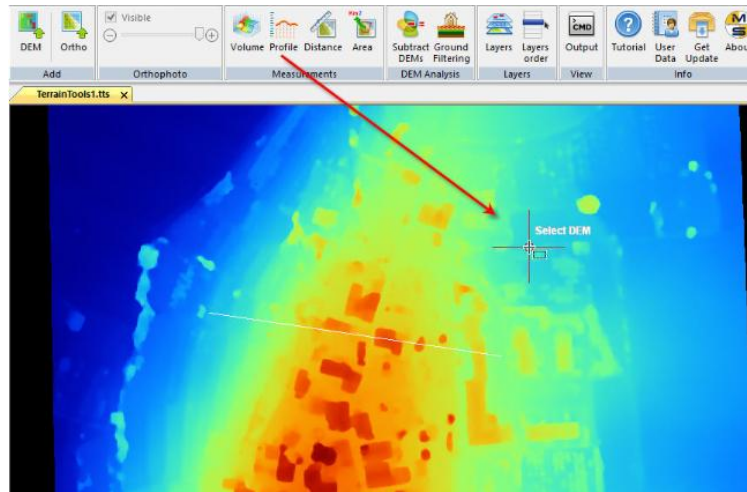 Visible
Km2
CMD
DEM Ortho Volume Profile Distance Area Subtract DEMs Ground Filtering Layers Layers order Output Tutorial User Data Get Update
Add Orthophoto Measurements DEM Analysis Layers View Info
TerrainTools1.tts x
Select DEM